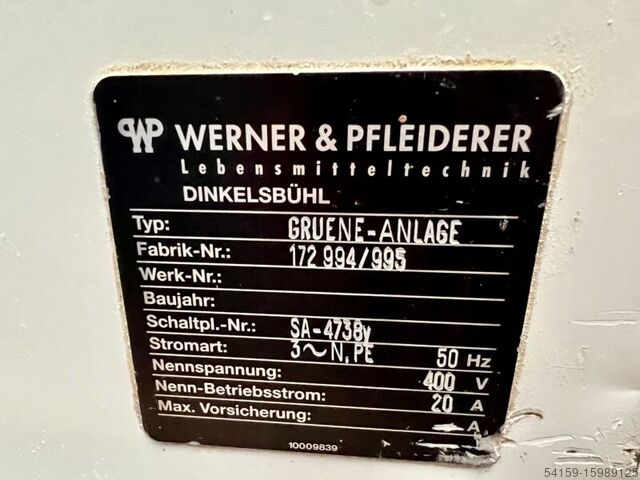 WP WERNER & PFLEIDERER
Lebensmitteltechnik
DINKELSBÜHL
Typ: GRUENE-ANLAGE
Fabrik-Nr.: 172 994/995
Werk-Nr.:
Baujahr:
Schaltpl.-Nr.: SA-4738y
Stromart: 3~N,PE 50 Hz
Nennspannung: 400 V
Nenn-Betriebsstrom: 20 A
Max. Vorsicherung: A
10009839
54159-15989125